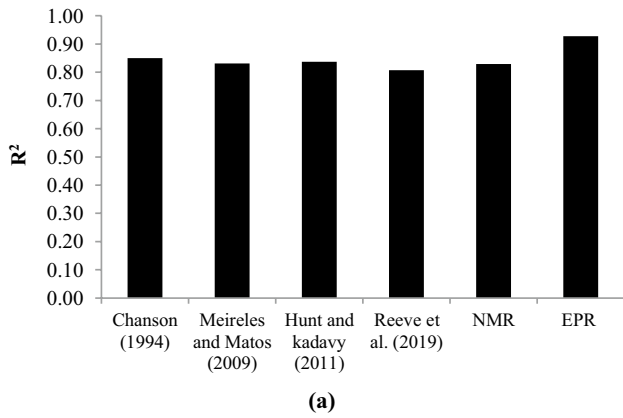 1.00
0.90
0.80
0.70
0.60
0.50
0.40
0.30
0.20
0.10
0.00
R²
Chanson
(1994)
Meireles
and Matos
(2009)
Hunt and
kadavy
(2011)
Reeve et
al. (2019)
NMR
EPR
(a)